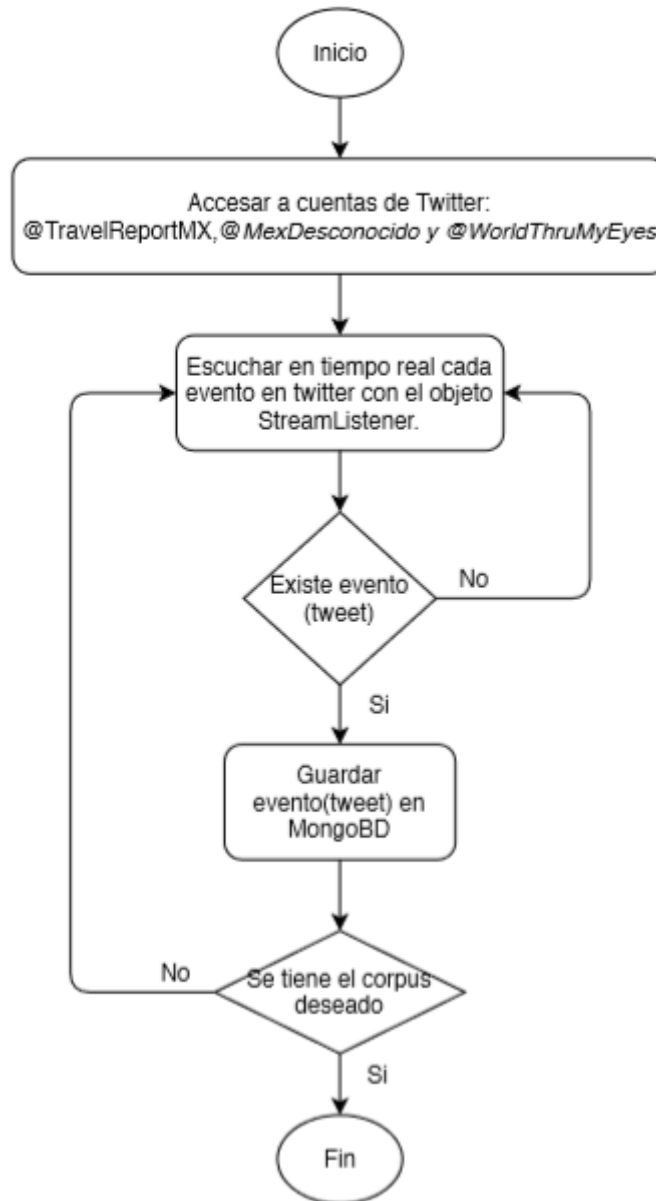 Inicio
Accesar a cuentas de Twitter:
@TravelReportMX,@MexDesconocido y @WorldThruMyEyes
Escuchar en tiempo real cada
evento en twitter con el objeto
StreamListener.
Existe evento
(tweet)
No
Si
Guardar
evento(tweet) en
MongoBD
Se tiene el corpus
deseado
No
Si
Fin